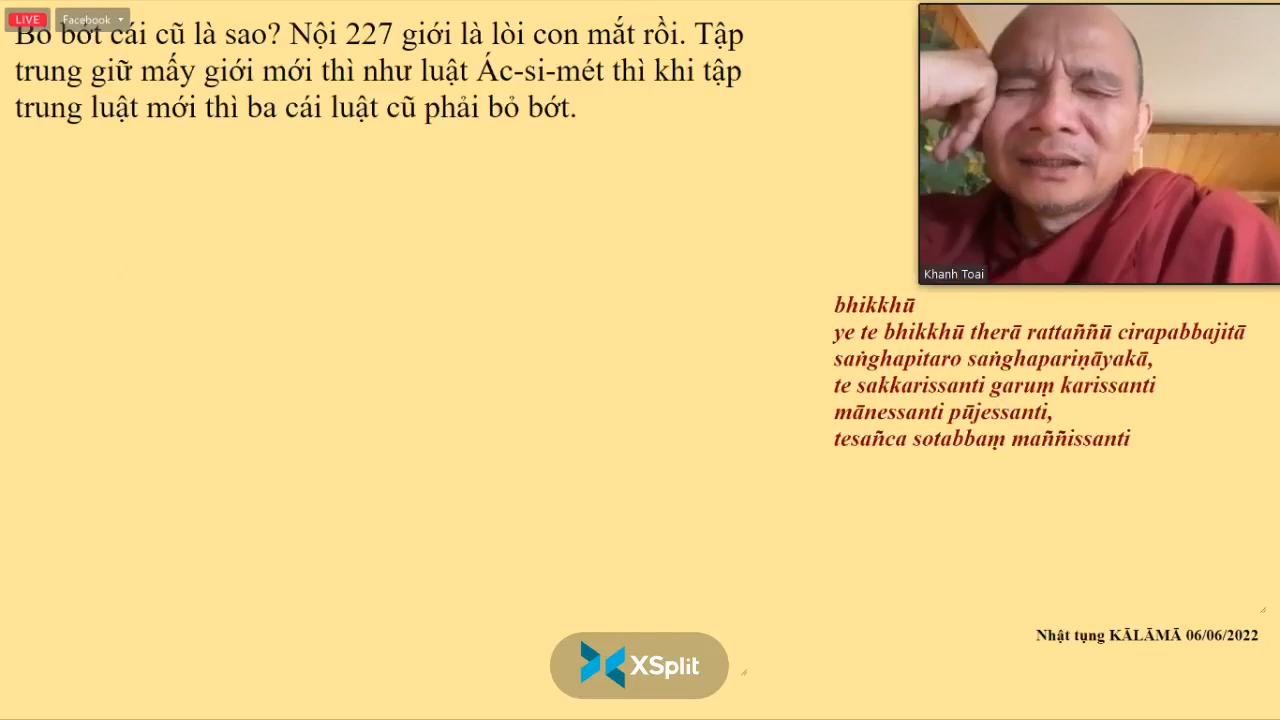 LIVE
Facebook
Bỏ bớt cái cũ là sao? Nội 227 giới là lòi con mắt rồi. Tập
trung giữ mấy giới mới thì như luật Ác-si-mét thì khi tập
trung luật mới thì ba cái luật cũ phải bỏ bớt.
Khanh Toai
bhikkhū
ye te bhikkhū therā rattaññū cirapabbajitā
saṅghapitaro saṅghapariṇāyakā,
te sakkarissanti garuṃ karissanti
mānessanti pūjessanti,
tesañca sotabbaṃ maññissanti
Nhật tụng KĀLĀMĀ 06/06/2022
XSplit